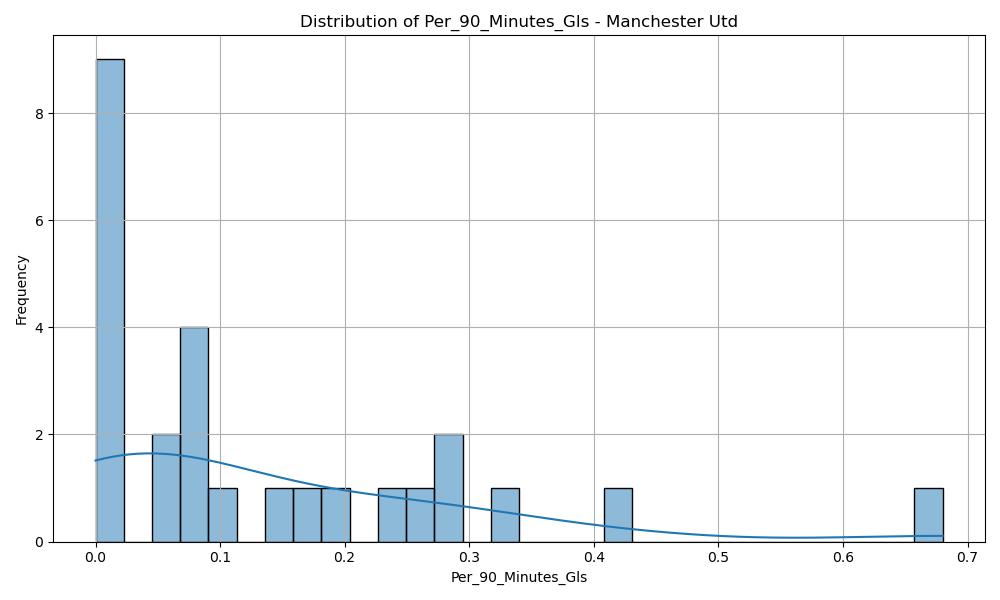 Distribution of Per_90_Minutes_Gls - Manchester Utd
Frequency
8
6
4
2
0
0.0 0.1 0.2 0.3 0.4 0.5 0.6 0.7
Per_90_Minutes_Gls